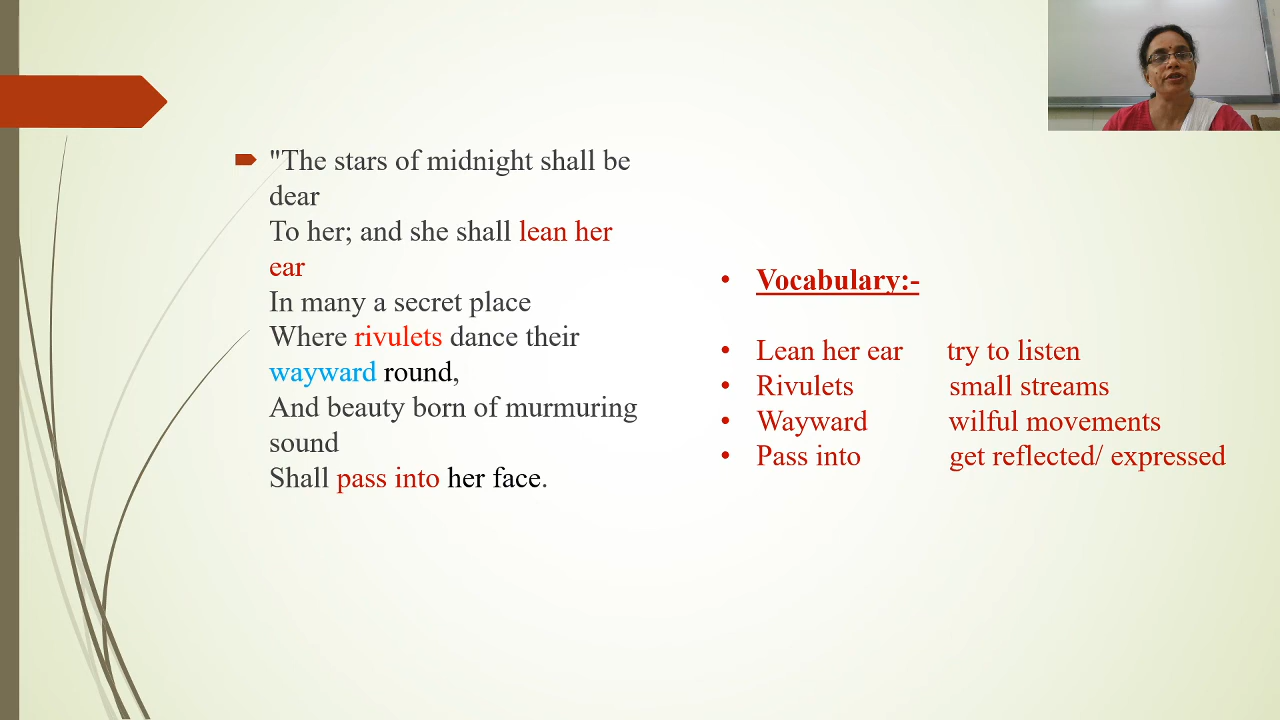 "The stars of midnight shall be
dear
To her; and she shall lean her
ear
In many a secret place
Where rivulets dance their
wayward round,
And beauty born of murmuring
sound
Shall pass into her face.
Vocabulary:-
Lean her ear try to listen
Rivulets small streams
Wayward wilful movements
Pass into get reflected/ expressed